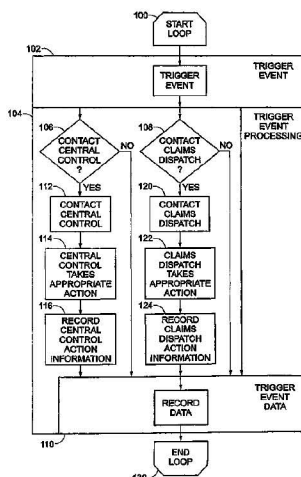 100
START
LOOP
102
TRIGGER
EVENT
TRIGGER
EVENT
104
TRIGGER
EVENT
PROCESSING
106
CONTACT
CENTRAL
CONTROL
?
NO
YES
108
CONTACT
CLAIMS
DISPATCH
?
NO
YES
112
CONTACT
CENTRAL
CONTROL
120
CONTACT
CLAIMS
DISPATCH
114
CENTRAL
CONTROL
TAKES
APPROPRIATE
ACTION
122
CLAIMS
DISPATCH
TAKES
APPROPRIATE
ACTION
116
RECORD
CENTRAL
CONTROL
ACTION
INFORMATION
124
RECORD
CLAIMS
DISPATCH
ACTION
INFORMATION
TRIGGER
EVENT
DATA
RECORD
DATA
110
END
LOOP